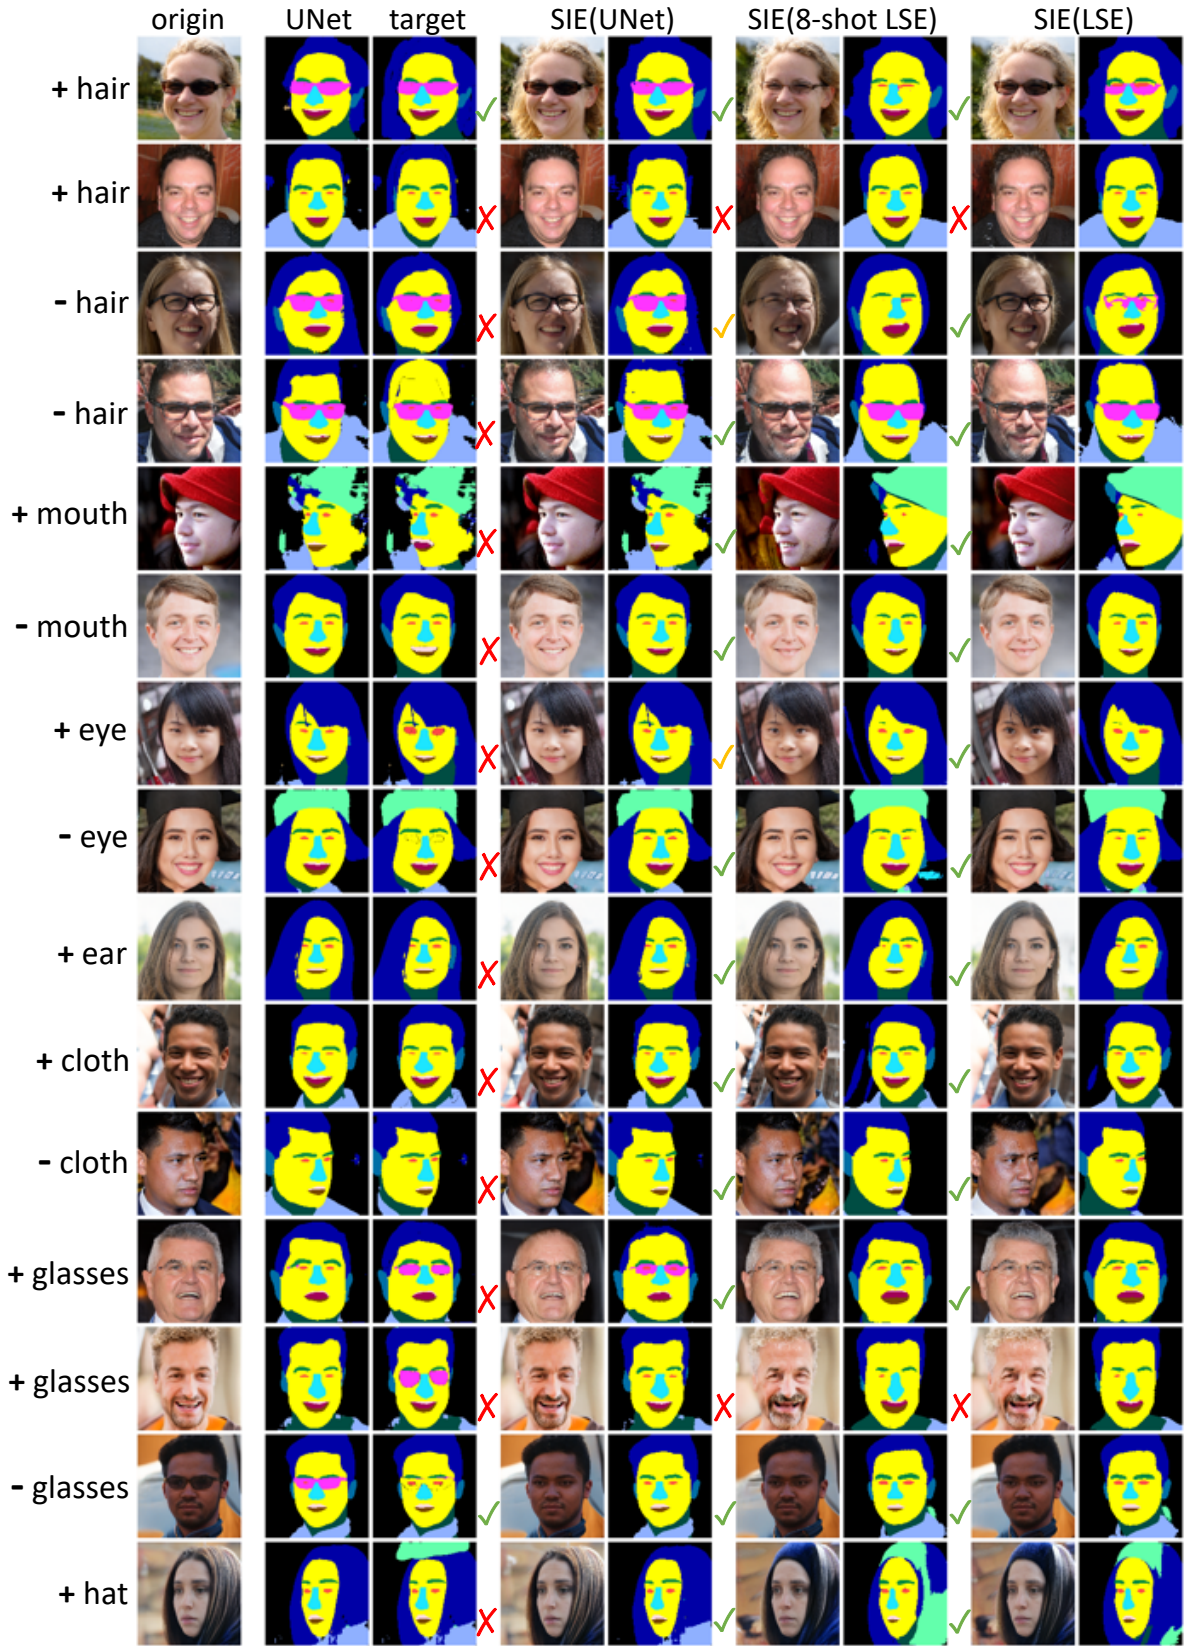 origin UNet target SIE(UNet) SIE(8-shot LSE) SIE(LSE)
+ hair
+ hair
- hair
- hair
+ mouth
- mouth
+ eye
- eye
+ ear
+ cloth
- cloth
+ glasses
+ glasses
- glasses
+ hat